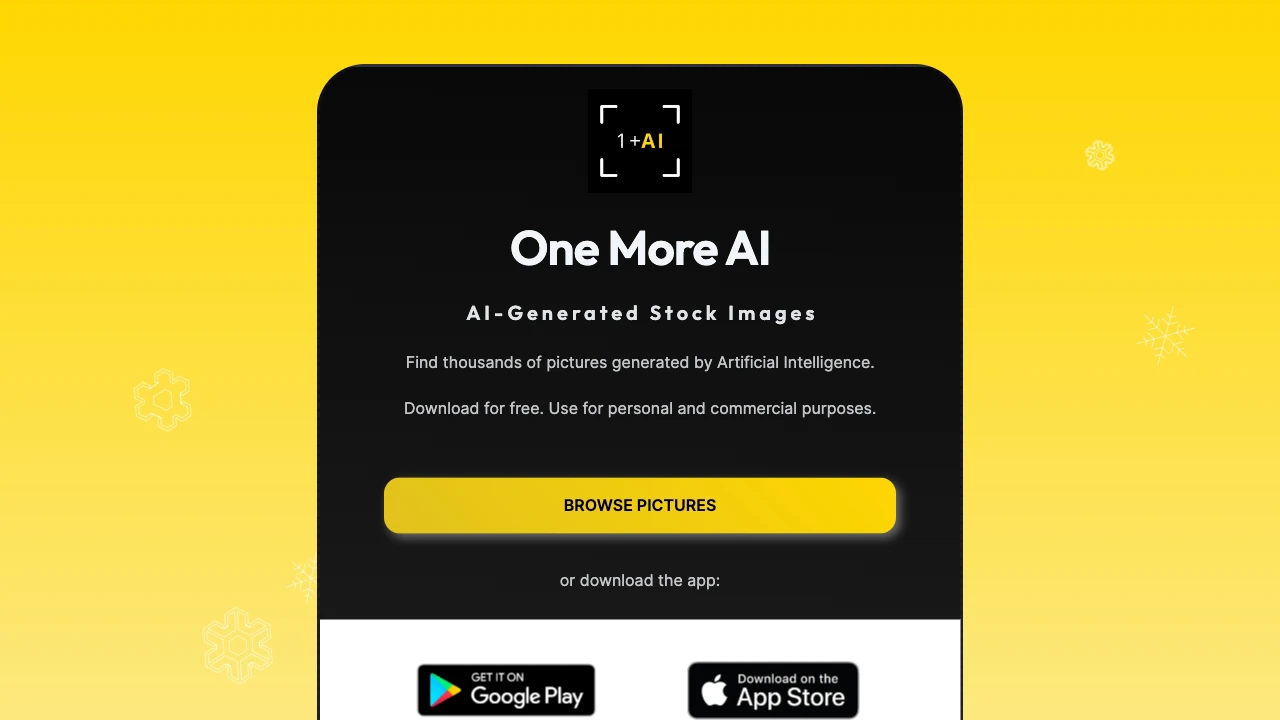 1+AI
One More AI
AI-Generated Stock Images
Find thousands of pictures generated by Artificial Intelligence.
Download for free. Use for personal and commercial purposes.
BROWSE PICTURES
or download the app:
GET IT ON
Google Play
Download on the
App Store